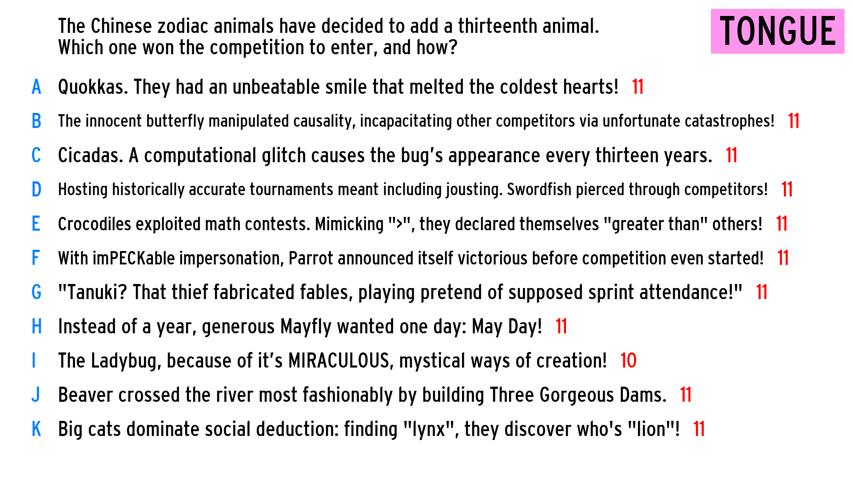 The Chinese zodiac animals have decided to add a thirteenth animal.
Which one won the competition to enter, and how?
TONGUE
A Quokkas. They had an unbeatable smile that melted the coldest hearts! 11
B The innocent butterfly manipulated causality, incapacitating other competitors via unfortunate catastrophes! 11
C Cicadas. A computational glitch causes the bug's appearance every thirteen years. 11
D Hosting historically accurate tournaments meant including jousting. Swordfish pierced through competitors! 11
E Crocodiles exploited math contests. Mimicking ">", they declared themselves "greater than" others! 11
F With imPECKable impersonation, Parrot announced itself victorious before competition even started! 11
G "Tanuki? That thief fabricated fables, playing pretend of supposed sprint attendance!" 11
H Instead of a year, generous Mayfly wanted one day: May Day! 11
I The Ladybug, because of it's MIRACULOUS, mystical ways of creation! 10
J Beaver crossed the river most fashionably by building Three Gorgeous Dams. 11
K Big cats dominate social deduction: finding "lynx", they discover who's "lion"! 11